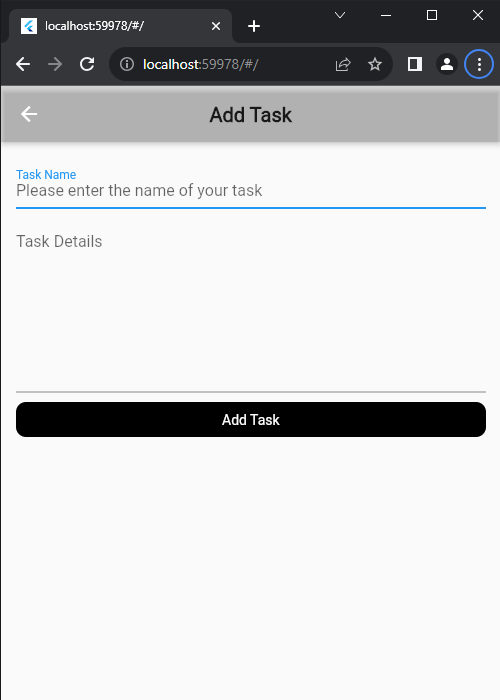 localhost:59978/#/
localhost:59978/#/
Add Task
Task Name
Please enter the name of your task
Task Details
Add Task